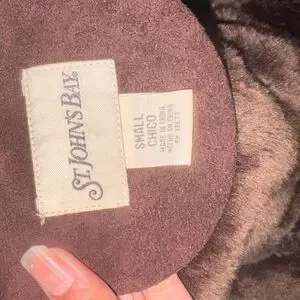 ST. JOHN'S BAY
SMALL
CHICO
MADE IN CHINA
HECHO EN CHINA